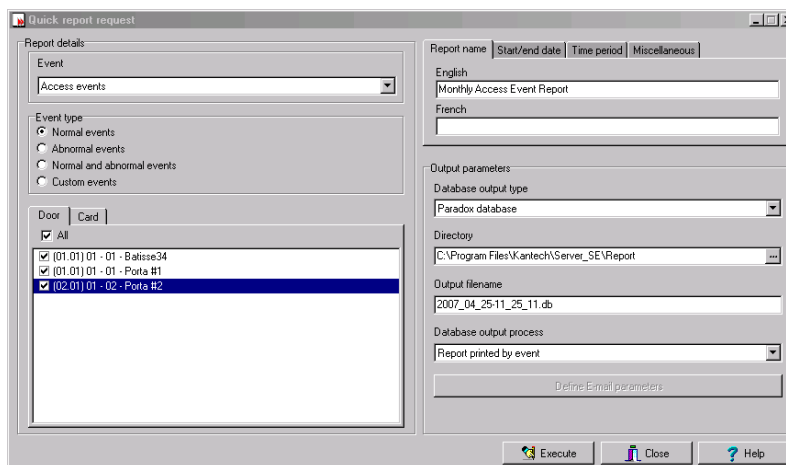 Quick report request
Report details
Event
Access events
Event type
Normal events
Abnormal events
Normal and abnormal events
Custom events
Door
Card
All
(01.01) 01 - 01 - Batisse34
(01.01) 01 - 01 - Porta #1
(02.01) 01 - 02 - Porta #2
Report name
Start/end date
Time period
Miscellaneous
English
Monthly Access Event Report
French
Output parameters
Database output type
Paradox database
Directory
C:\Program Files\Kantech\Server_SE\Report
...
Output filename
2007_04_25-11_25_11.db
Database output process
Report printed by event
Define E-mail parameters
Execute
Close
? Help